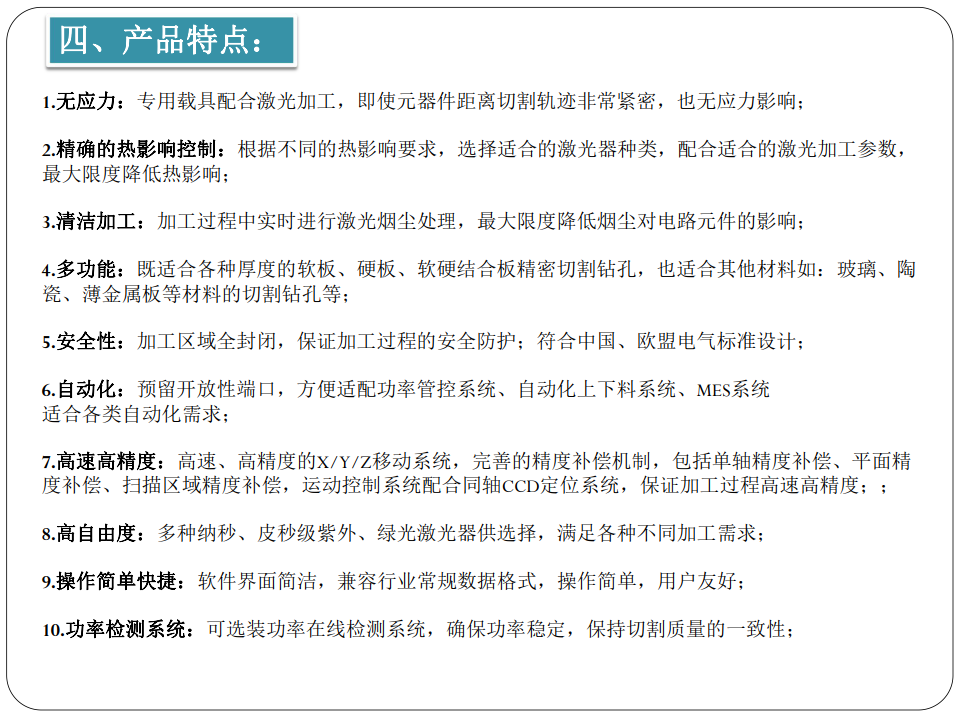 四、产品特点：
1.无应力：专用载具配合激光加工，即使元器件距离切割轨迹非常紧密，也无应力影响；
2.精确的热影响控制：根据不同的热影响要求，选择适合的激光器种类，配合适合的激光加工参数，
最大限度降低热影响；
3.清洁加工：加工过程中实时进行激光烟尘处理，最大限度降低烟尘对电路元件的影响；
4.多功能：既适合各种厚度的软板、硬板、软硬结合板精密切割钻孔，也适合其他材料如：玻璃、陶
瓷、薄金属板等材料的切割钻孔等；
5.安全性：加工区域全封闭，保证加工过程的安全防护；符合中国、欧盟电气标准设计；
6.自动化：预留开放性端口，方便适配功率管控系统、自动化上下料系统、MES系统
适合各类自动化需求；
7.高速高精度：高速、高精度的X/Y/Z移动系统，完善的精度补偿机制，包括单轴精度补偿、平面精
度补偿、扫描区域精度补偿，运动控制系统配合同轴CCD定位系统，保证加工过程高速高精度；；
8.高自由度：多种纳秒、皮秒级紫外、绿光激光器供选择，满足各种不同加工需求；
9.操作简单快捷：软件界面简洁，兼容行业常规数据格式，操作简单，用户友好；
10.功率检测系统：可选装功率在线检测系统，确保功率稳定，保持切割质量的一致性；